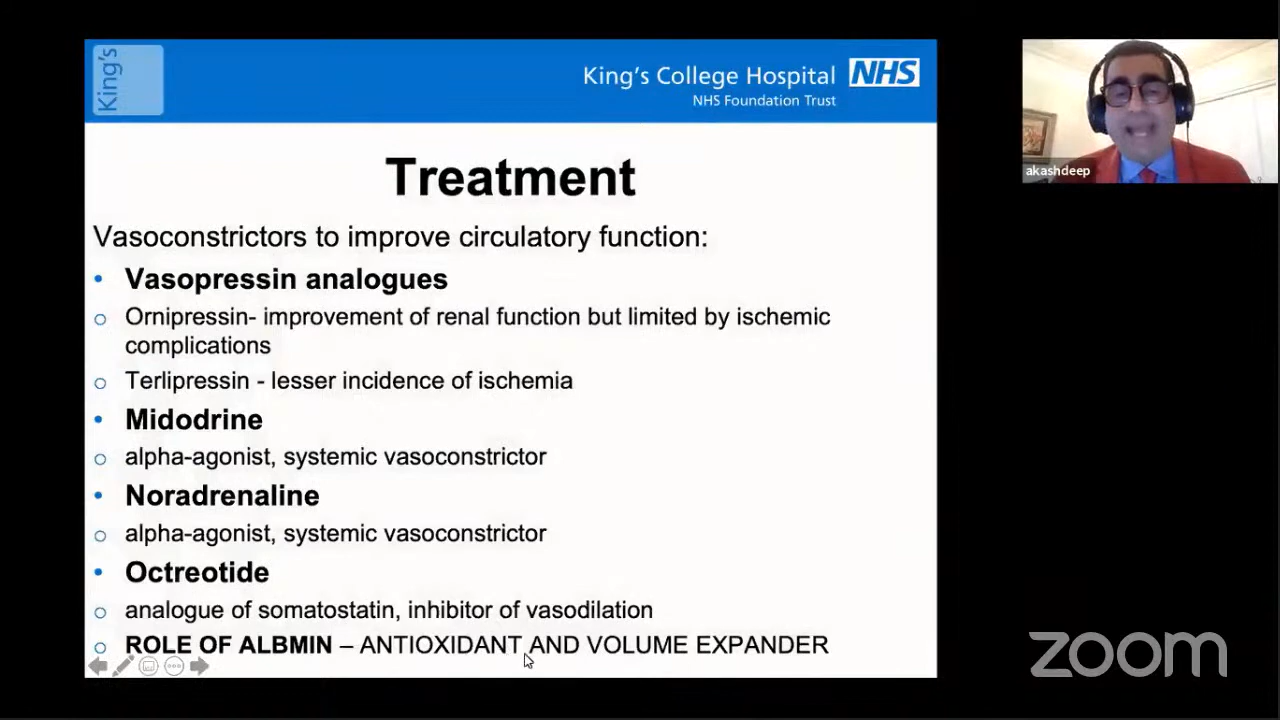 King's
King's College Hospital NHS
NHS Foundation Trust
Treatment
Vasoconstrictors to improve circulatory function:
• Vasopressin analogues
o Ornipressin- improvement of renal function but limited by ischemic
complications
o Terlipressin - lesser incidence of ischemia
• Midodrine
o alpha-agonist, systemic vasoconstrictor
• Noradrenaline
o alpha-agonist, systemic vasoconstrictor
• Octreotide
o analogue of somatostatin, inhibitor of vasodilation
o ROLE OF ALBMIN – ANTIOXIDANT AND VOLUME EXPANDER
akashdeep
zoom